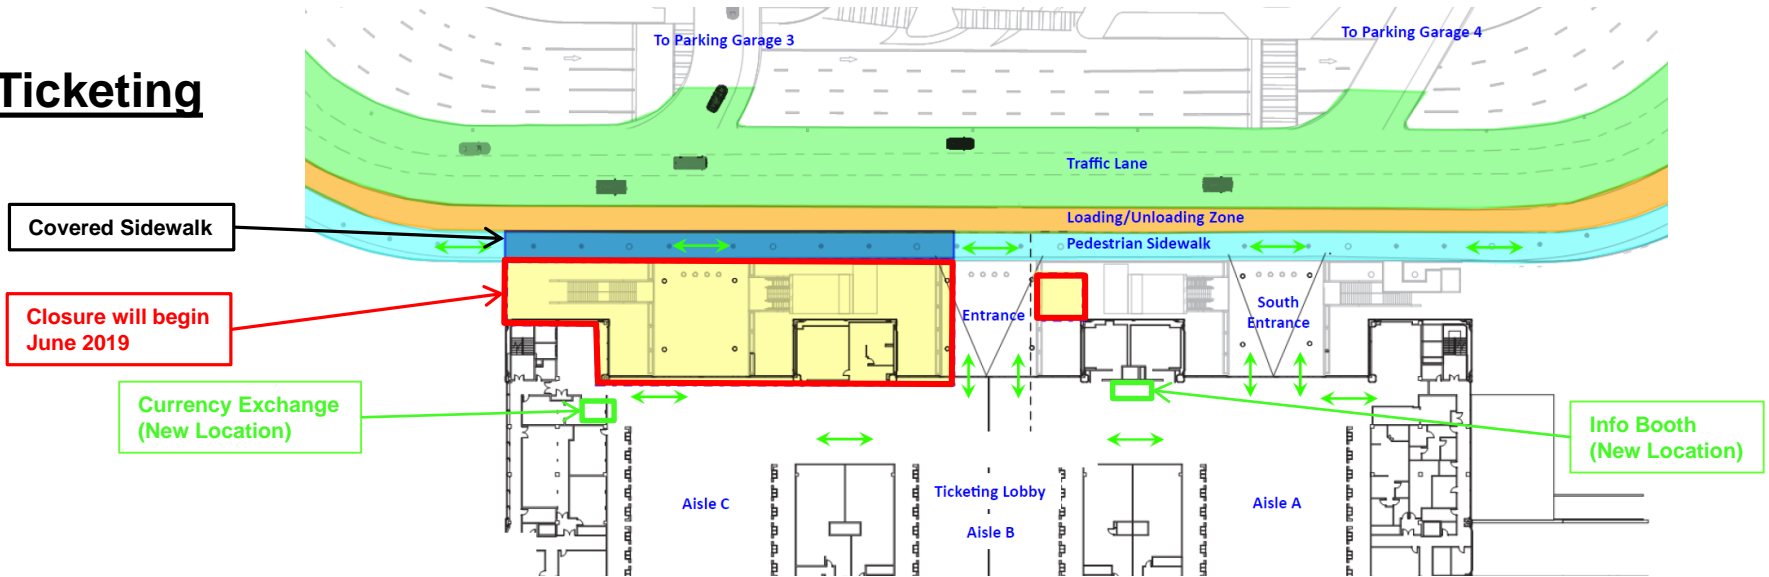 To Parking Garage 3
To Parking Garage 4
Ticketing
Traffic Lane
Covered Sidewalk
Loading/Unloading Zone
Pedestrian Sidewalk
Closure will begin
June 2019
Entrance
South
Entrance
Currency Exchange
(New Location)
Info Booth
(New Location)
Aisle C
Ticketing Lobby
Aisle B
Aisle A